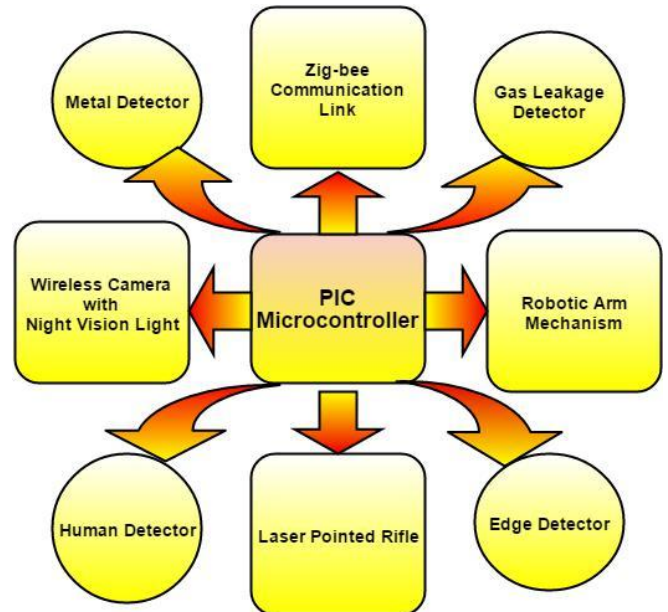 Metal Detector
Zig-bee
Communication
Link
Gas Leakage
Detector
Wireless Camera
with
Night Vision Light
PIC
Microcontroller
Robotic Arm
Mechanism
Human Detector
Laser Pointed Rifle
Edge Detector